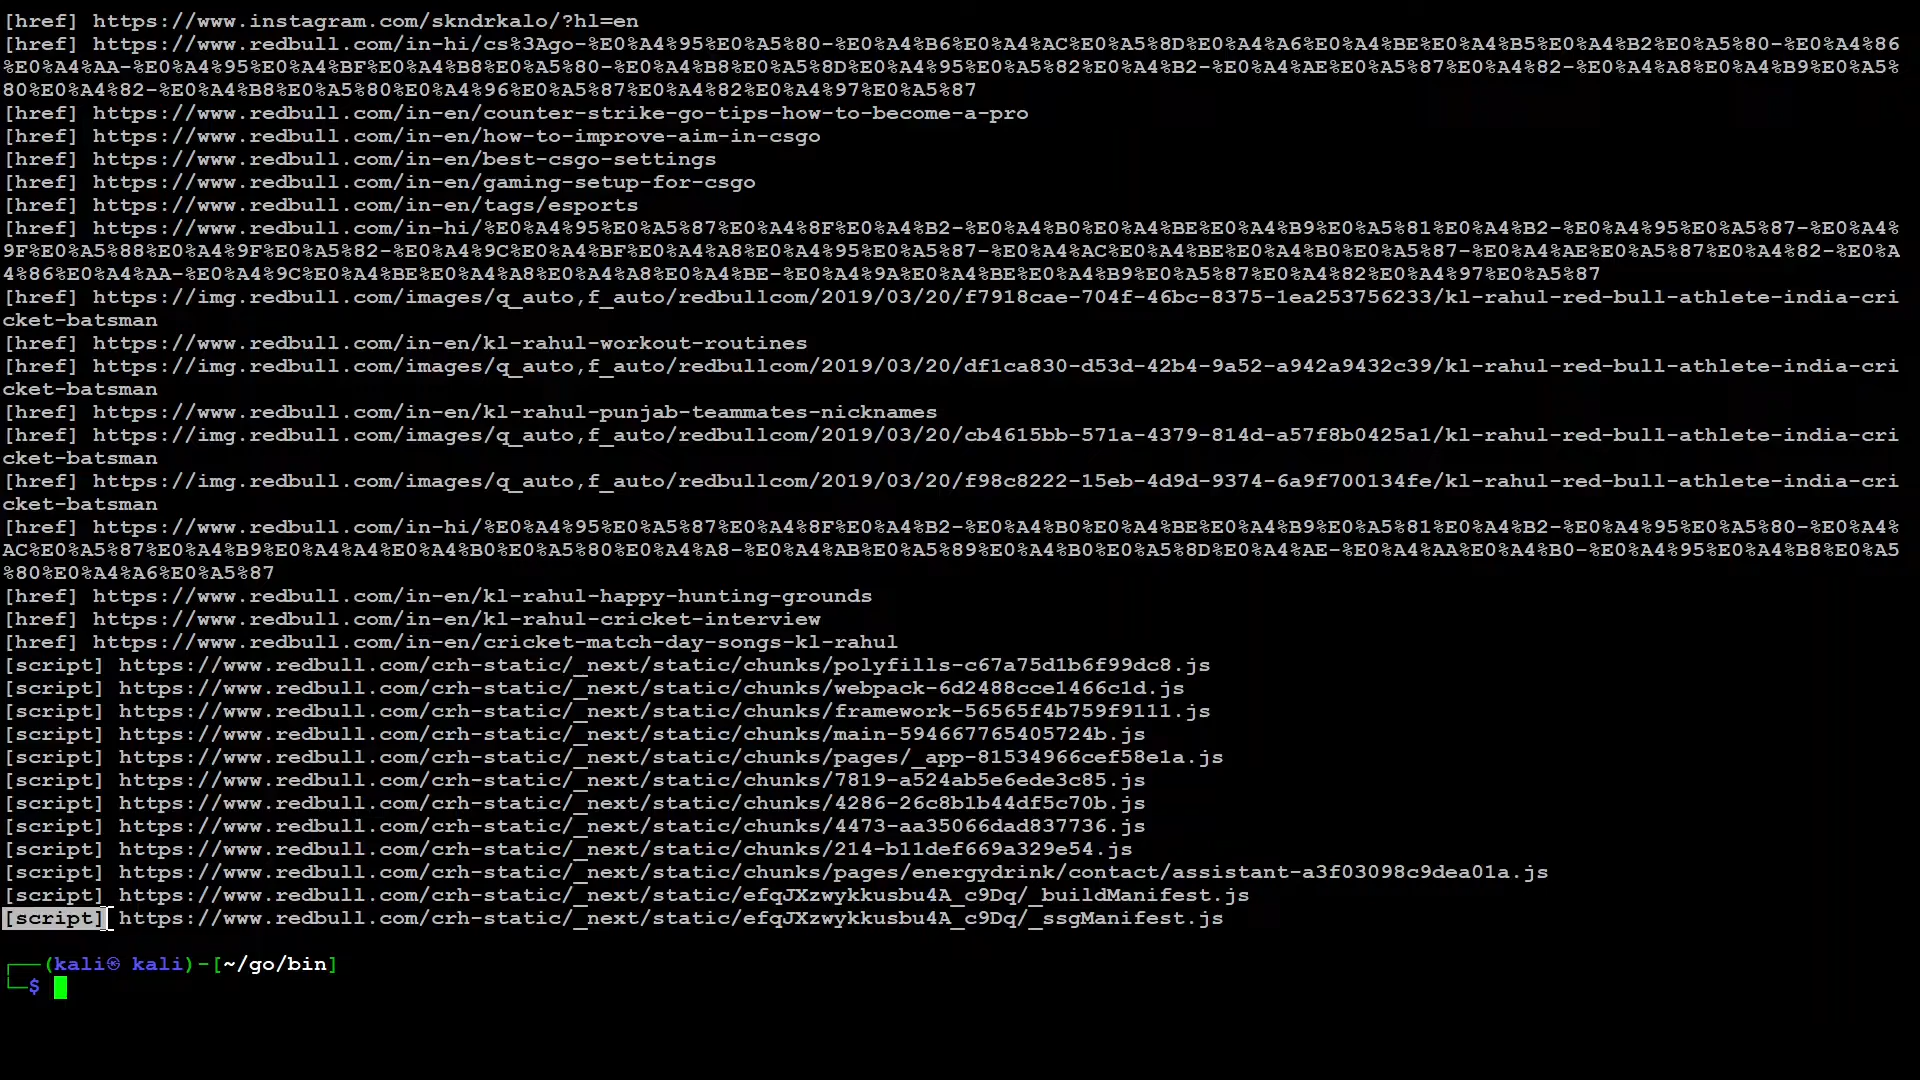 [href] https://www.instagram.com/skndrkalo/?hl=en
[href] https://www.redbull.com/in-hi/cs%3Ago-%E0%A4%95%E0%A5%80-%E0%A4%B6%E0%A4%AC%E0%A5%8D%E0%A4%A6%E0%A4%BE%E0%A4%B5%E0%A4%B2%E0%A5%80-%E0%A4%86
%E0%A4%AA-%E0%A4%95%E0%A4%BF%E0%A4%B8%E0%A5%80-%E0%A4%B8%E0%A5%8D%E0%A4%95%E0%A5%82%E0%A4%B2-%E0%A4%AE%E0%A5%87%E0%A4%82-%E0%A4%A8%E0%A4%B9%E0%A5%
80%E0%A4%82-%E0%A4%B8%E0%A5%80%E0%A4%96%E0%A5%87%E0%A4%82%E0%A4%97%E0%A5%87
[href] https://www.redbull.com/in-en/counter-strike-go-tips-how-to-become-a-pro
[href] https://www.redbull.com/in-en/how-to-improve-aim-in-csgo
[href] https://www.redbull.com/in-en/best-csgo-settings
[href] https://www.redbull.com/in-en/gaming-setup-for-csgo
[href] https://www.redbull.com/in-en/tags/esports
[href] https://www.redbull.com/in-hi/%E0%A4%95%E0%A5%87%E0%A4%8F%E0%A4%B2-%E0%A4%B0%E0%A4%BE%E0%A4%B9%E0%A5%81%E0%A4%B2-%E0%A4%95%E0%A5%87-%E0%A4%
9F%E0%A5%88%E0%A4%9F%E0%A5%82-%E0%A4%9C%E0%A4%BF%E0%A4%A8%E0%A4%95%E0%A5%87-%E0%A4%AC%E0%A4%BE%E0%A4%B0%E0%A5%87-%E0%A4%AE%E0%A5%87%E0%A4%82-%E0%A
4%86%E0%A4%AA-%E0%A4%9C%E0%A4%BE%E0%A4%A8%E0%A4%A8%E0%A4%BE-%E0%A4%9A%E0%A4%BE%E0%A4%B9%E0%A5%87%E0%A4%82%E0%A4%97%E0%A5%87
[href] https://img.redbull.com/images/q_auto,f_auto/redbullcom/2019/03/20/f7918cae-704f-46bc-8375-1ea253756233/kl-rahul-red-bull-athlete-india-cri
cket-batsman
[href] https://www.redbull.com/in-en/kl-rahul-workout-routines
[href] https://img.redbull.com/images/q_auto,f_auto/redbullcom/2019/03/20/df1ca830-d53d-42b4-9a52-a942a9432c39/kl-rahul-red-bull-athlete-india-cri
cket-batsman
[href] https://www.redbull.com/in-en/kl-rahul-punjab-teammates-nicknames
[href] https://img.redbull.com/images/q_auto,f_auto/redbullcom/2019/03/20/cb4615bb-571a-4379-814d-a57f8b0425a1/kl-rahul-red-bull-athlete-india-cri
cket-batsman
[href] https://img.redbull.com/images/q_auto,f_auto/redbullcom/2019/03/20/f98c8222-15eb-4d9d-9374-6a9f700134fe/kl-rahul-red-bull-athlete-india-cri
cket-batsman
[href] https://www.redbull.com/in-hi/%E0%A4%95%E0%A5%87%E0%A4%8F%E0%A4%B2-%E0%A4%B0%E0%A4%BE%E0%A4%B9%E0%A5%81%E0%A4%B2-%E0%A4%95%E0%A5%80-%E0%A4%
AC%E0%A5%87%E0%A4%B9%E0%A4%A4%E0%A4%B0%E0%A5%80%E0%A4%A8-%E0%A4%AB%E0%A5%89%E0%A4%B0%E0%A5%8D%E0%A4%AE-%E0%A4%AA%E0%A4%B0-%E0%A4%95%E0%A4%B8%E0%A5
%80%E0%A4%A6%E0%A5%87
[href] https://www.redbull.com/in-en/kl-rahul-happy-hunting-grounds
[href] https://www.redbull.com/in-en/kl-rahul-cricket-interview
[href] https://www.redbull.com/in-en/cricket-match-day-songs-kl-rahul
[script] https://www.redbull.com/crh-static/_next/static/chunks/polyfills-c67a75d1b6f99dc8.js
[script] https://www.redbull.com/crh-static/_next/static/chunks/webpack-6d2488cce1466c1d.js
[script] https://www.redbull.com/crh-static/_next/static/chunks/framework-56565f4b759f9111.js
[script] https://www.redbull.com/crh-static/_next/static/chunks/main-594667765405724b.js
[script] https://www.redbull.com/crh-static/_next/static/chunks/pages/_app-81534966cef58e1a.js
[script] https://www.redbull.com/crh-static/_next/static/chunks/7819-a524ab5e6ede3c85.js
[script] https://www.redbull.com/crh-static/_next/static/chunks/4286-26c8b1b44df5c70b.js
[script] https://www.redbull.com/crh-static/_next/static/chunks/4473-aa35066dad837736.js
[script] https://www.redbull.com/crh-static/_next/static/chunks/214-b11def669a329e54.js
[script] https://www.redbull.com/crh-static/_next/static/chunks/pages/energydrink/contact/assistant-a3f03098c9dea01a.js
[script] https://www.redbull.com/crh-static/_next/static/efqJXzwykkusbu4A_c9Dq/_buildManifest.js
[script] https://www.redbull.com/crh-static/_next/static/efqJXzwykkusbu4A_c9Dq/_ssgManifest.js
┌──(kali㉿ kali)-[~/go/bin]
└─$